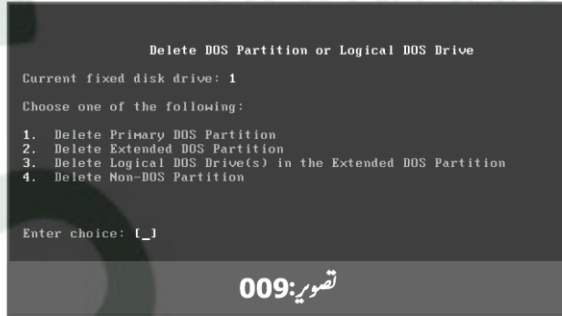 Delete DOS Partition or Logical DOS Drive
Current fixed disk drive: 1
Choose one of the following:
1. Delete Primary DOS Partition
2. Delete Extended DOS Partition
3. Delete Logical DOS Drive(s) in the Extended DOS Partition
4. Delete Non-DOS Partition
Enter choice: [_]
تصویر:009